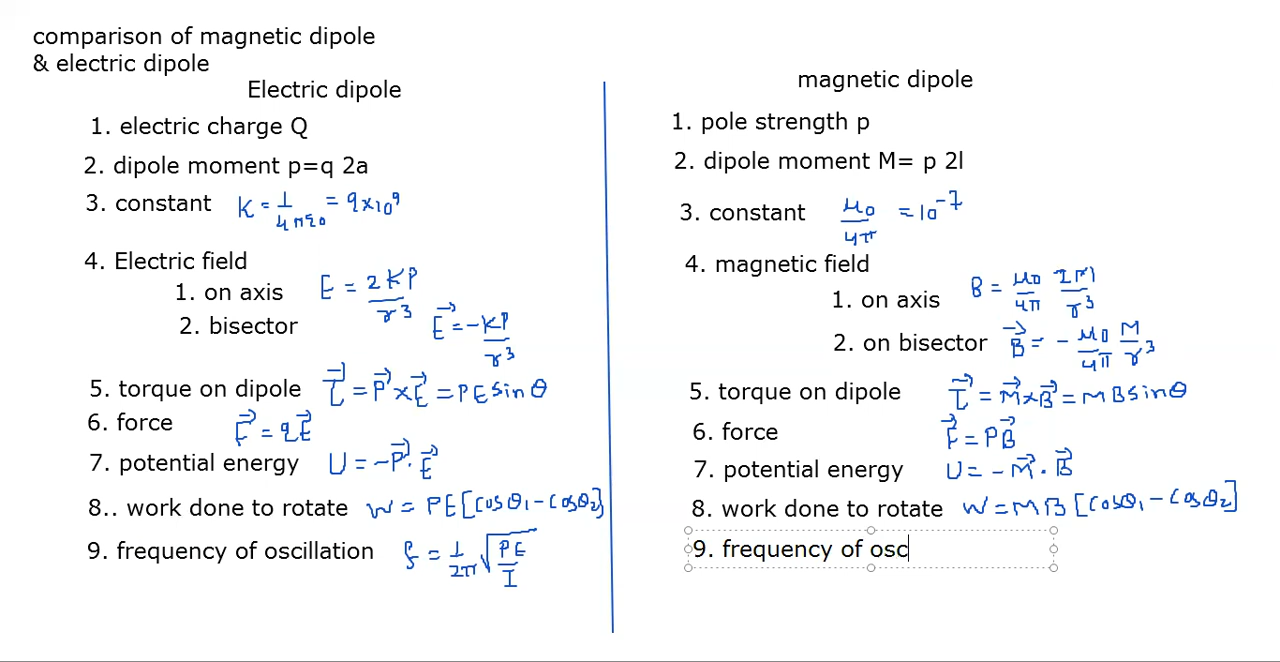 comparison of magnetic dipole
& electric dipole
Electric dipole
1. electric charge Q
2. dipole moment p=q 2a
3. constant K = 1/4πε0 = 9×10⁹
4. Electric field
1. on axis E = 2KP/r³
2. bisector E⃗ = -KP/r³
5. torque on dipole τ⃗ = P⃗ × E⃗ = PE sinθ
6. force F⃗ = qE⃗
7. potential energy U = -P⃗ . E⃗
8.. work done to rotate W = PE[cosθ₁ - cosθ₂]
9. frequency of oscillation f = 1/2π √(PE/I)
magnetic dipole
1. pole strength p
2. dipole moment M= p 2l
3. constant μ0/4π = 10⁻⁷
4. magnetic field
1. on axis B = μ0/4π 2M/r³
2. on bisector B⃗ = - μ0/4π M/r³
5. torque on dipole τ⃗ = M⃗ × B⃗ = MB sinθ
6. force F⃗ = PB⃗
7. potential energy U = - M⃗ . B⃗
8. work done to rotate W = MB [cosθ₁ - cosθ₂]
9. frequency of osc